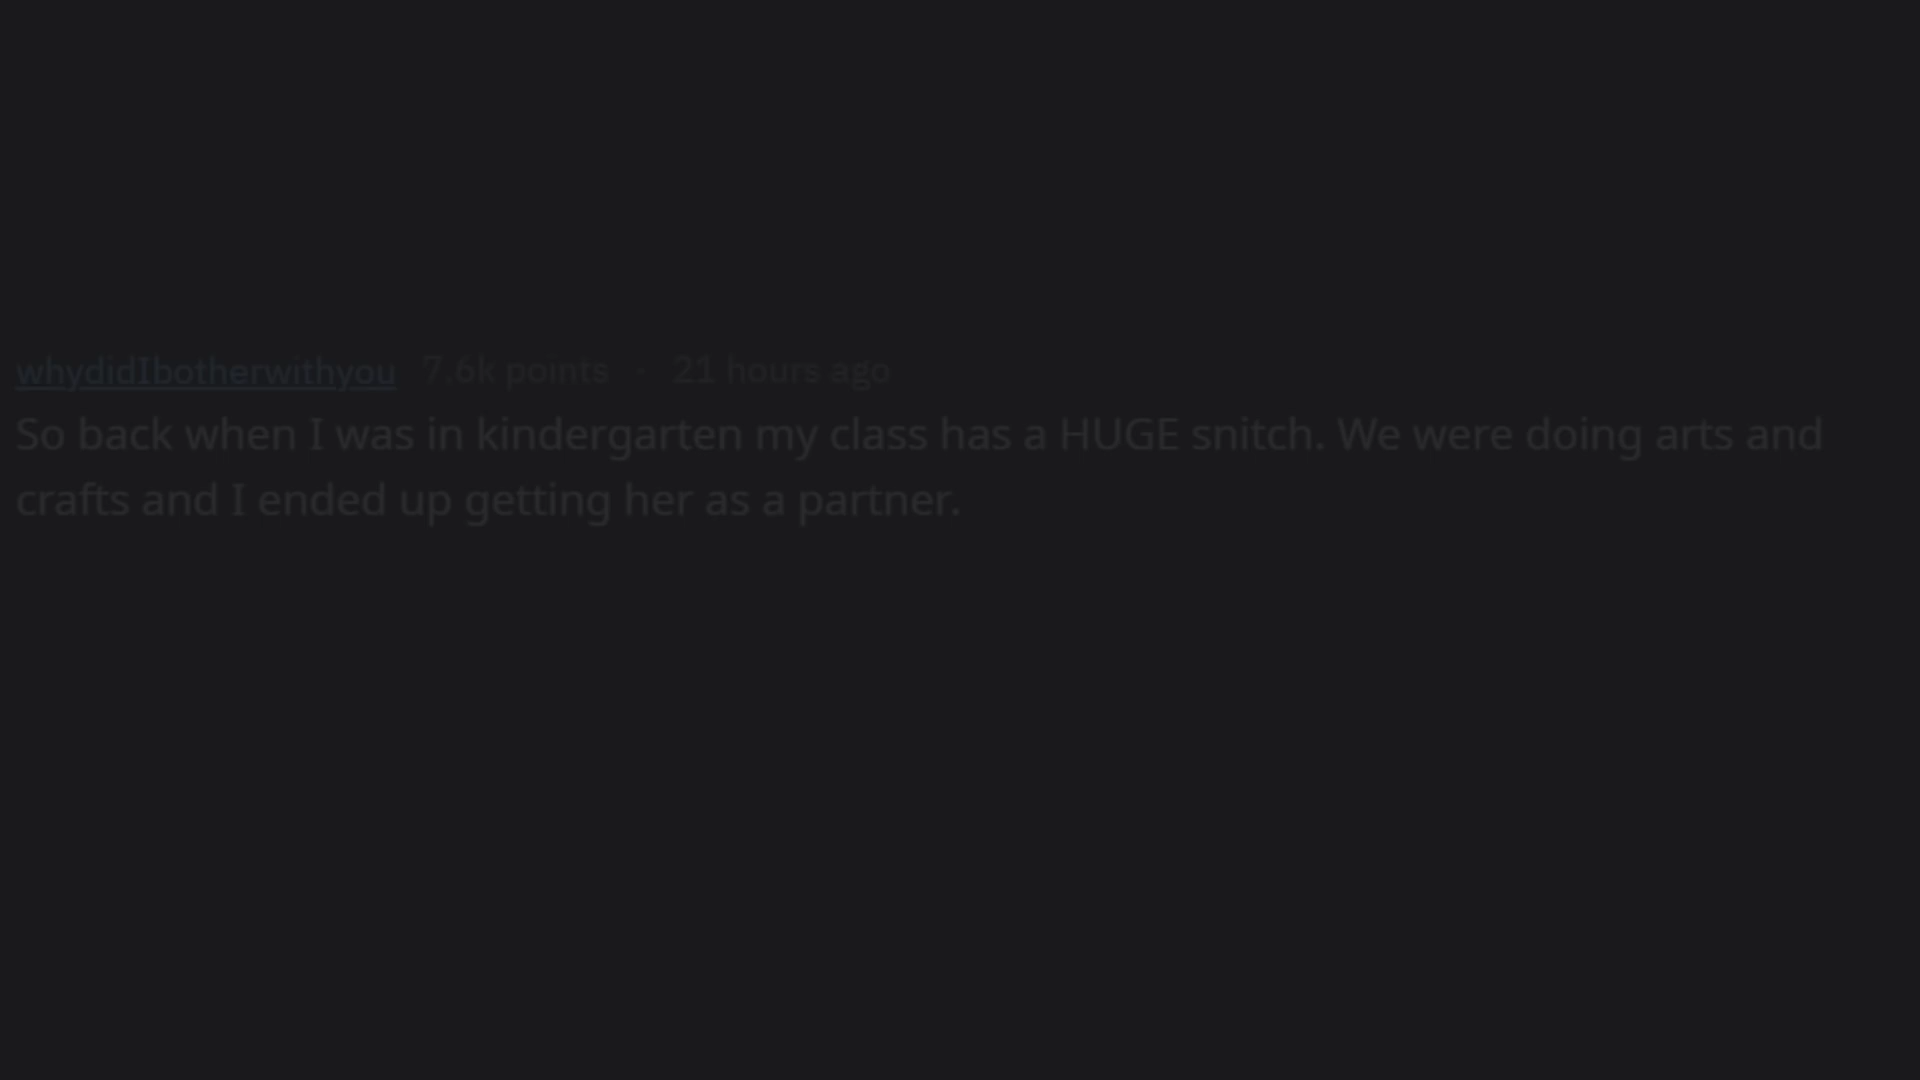 whydidIbotherwithyou 7.6k points · 21 hours ago
So back when I was in kindergarten my class has a HUGE snitch. We were doing arts and
crafts and I ended up getting her as a partner.